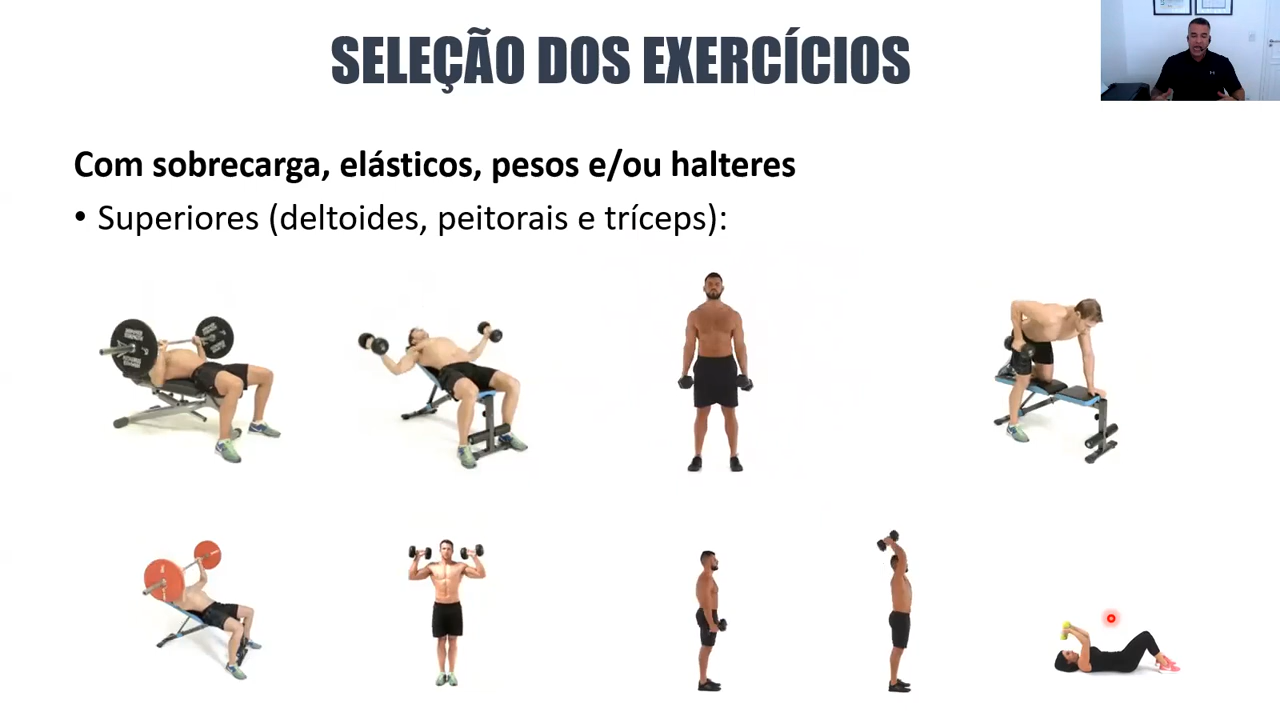 SELEÇÃO DOS EXERCÍCIOS
Com sobrecarga, elásticos, pesos e/ou halteres
• Superiores (deltoides, peitorais e tríceps):